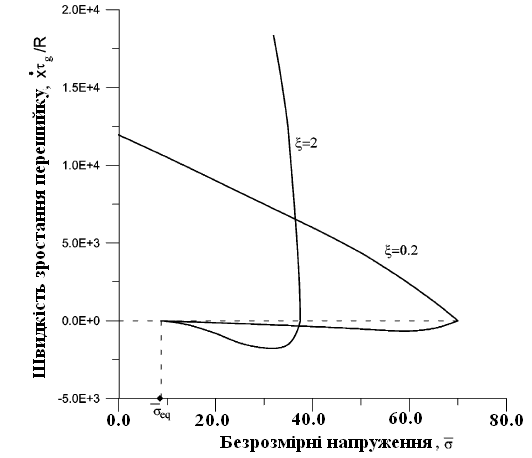 2.0E+4
1.5E+4
1.0E+4
5.0E+3
0.0E+0
-5.0E+3
Швидкість зростання перешийку, ẋτg/R
ξ=2
ξ=0.2
σ̅eq
0.0
20.0
40.0
60.0
80.0
Безрозмірні напруження, σ̅